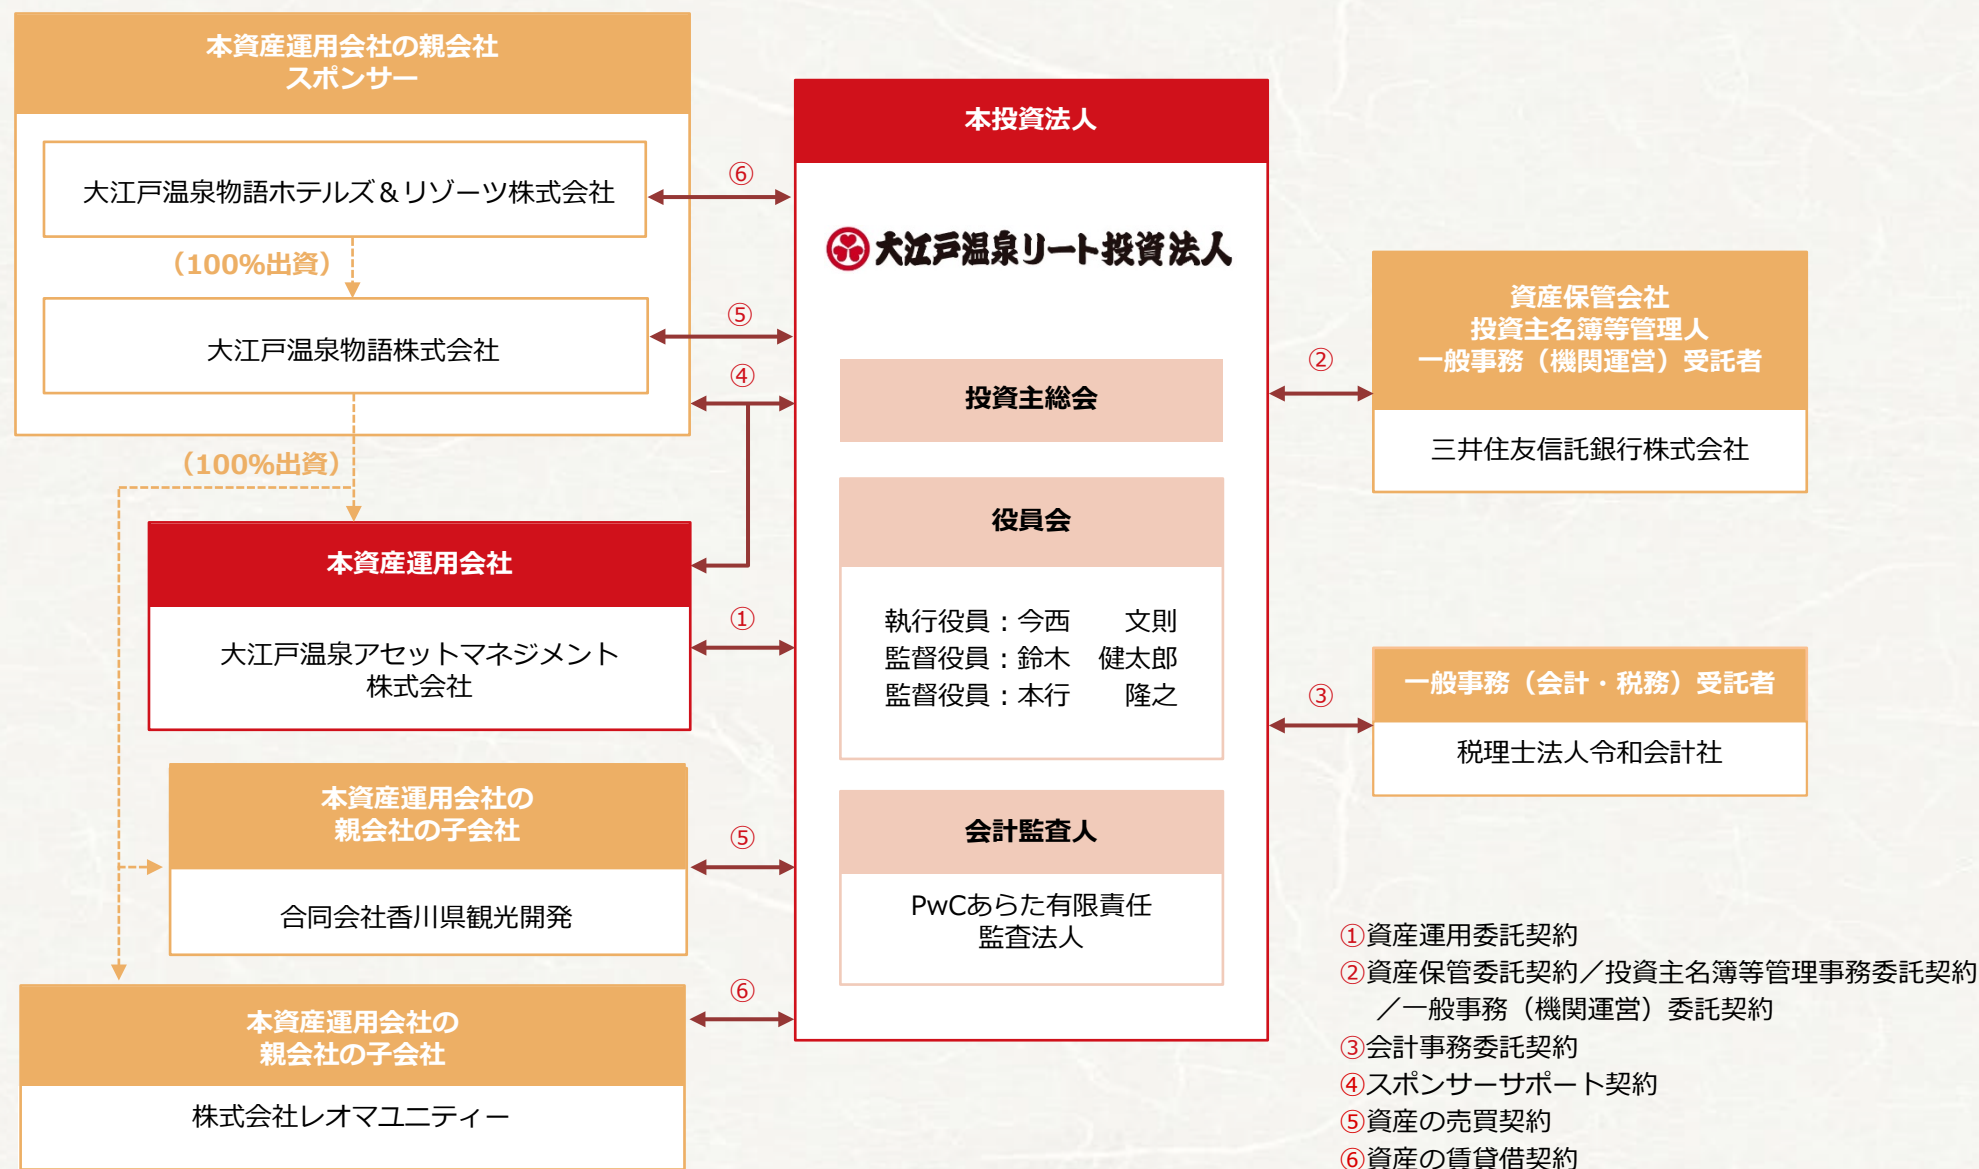 本資産運用会社の親会社
スポンサー
大江戸温泉物語ホテルズ&リゾーツ株式会社
（100%出資）
大江戸温泉物語株式会社
（100%出資）
本資産運用会社
大江戸温泉アセットマネジメント
株式会社
本資産運用会社の
親会社の子会社
合同会社香川県観光開発
本資産運用会社の
親会社の子会社
株式会社レオマユニティー
⑥
⑤
④
①
⑤
⑥
本投資法人
大江戸温泉リート投資法人
投資主総会
役員会
執行役員：今西　　文則
監督役員：鈴木　健太郎
監督役員：本行　　隆之
会計監査人
PwCあらた有限責任
監査法人
②
③
資産保管会社
投資主名簿等管理人
一般事務（機関運営）受託者
三井住友信託銀行株式会社
一般事務（会計・税務）受託者
税理士法人令和会計社
①資産運用委託契約
②資産保管委託契約／投資主名簿等管理事務委託契約
／一般事務（機関運営）委託契約
③会計事務委託契約
④スポンサーサポート契約
⑤資産の売買契約
⑥資産の賃貸借契約